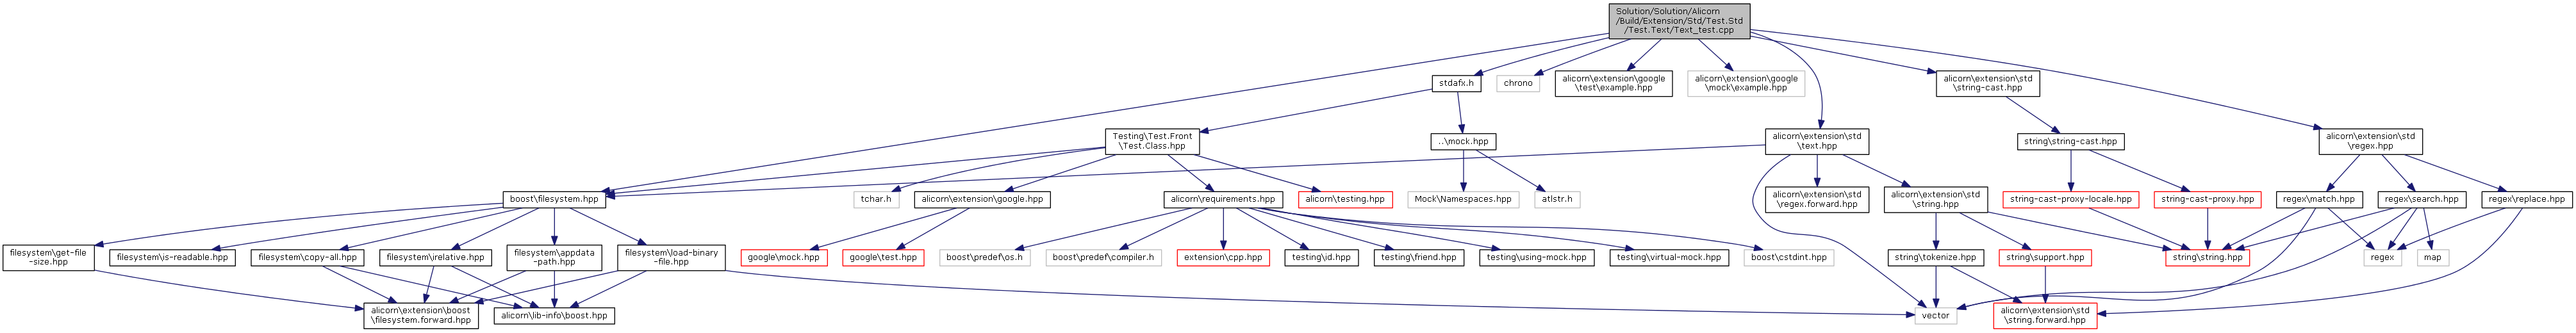 Solution/Solution/Alicorn
/Build/Extension/Std/Test.Std
/Test.Text/Text_test.cpp
stdafx.h
chrono
alicorn\extension\google
\test\example.hpp
alicorn\extension\google
\mock\example.hpp
alicorn\extension\std
\string-cast.hpp
Testing\Test.Front
\Test.Class.hpp
..\mock.hpp
alicorn\extension\std
\text.hpp
string\string-cast.hpp
alicorn\extension\std
\regex.hpp
boost\filesystem.hpp
tchar.h
alicorn\extension\google.hpp
alicorn\requirements.hpp
alicorn\testing.hpp
Mock\Namespaces.hpp
atlstr.h
alicorn\extension\std
\regex.forward.hpp
alicorn\extension\std
\string.hpp
string-cast-proxy-locale.hpp
string-cast-proxy.hpp
regex\match.hpp
regex\search.hpp
regex\replace.hpp
filesystem\get-file
-size.hpp
filesystem\is-readable.hpp
filesystem\copy-all.hpp
filesystem\relative.hpp
filesystem\appdata
-path.hpp
filesystem\load-binary
-file.hpp
google\mock.hpp
google\test.hpp
boost\predef\os.h
boost\predef\compiler.h
extension\cpp.hpp
testing\id.hpp
testing\friend.hpp
testing\using-mock.hpp
testing\virtual-mock.hpp
boost\cstdint.hpp
string\tokenize.hpp
string\support.hpp
string\string.hpp
regex
map
alicorn\extension\boost
\filesystem.forward.hpp
alicorn\lib-info\boost.hpp
vector
alicorn\extension\std
\string.forward.hpp